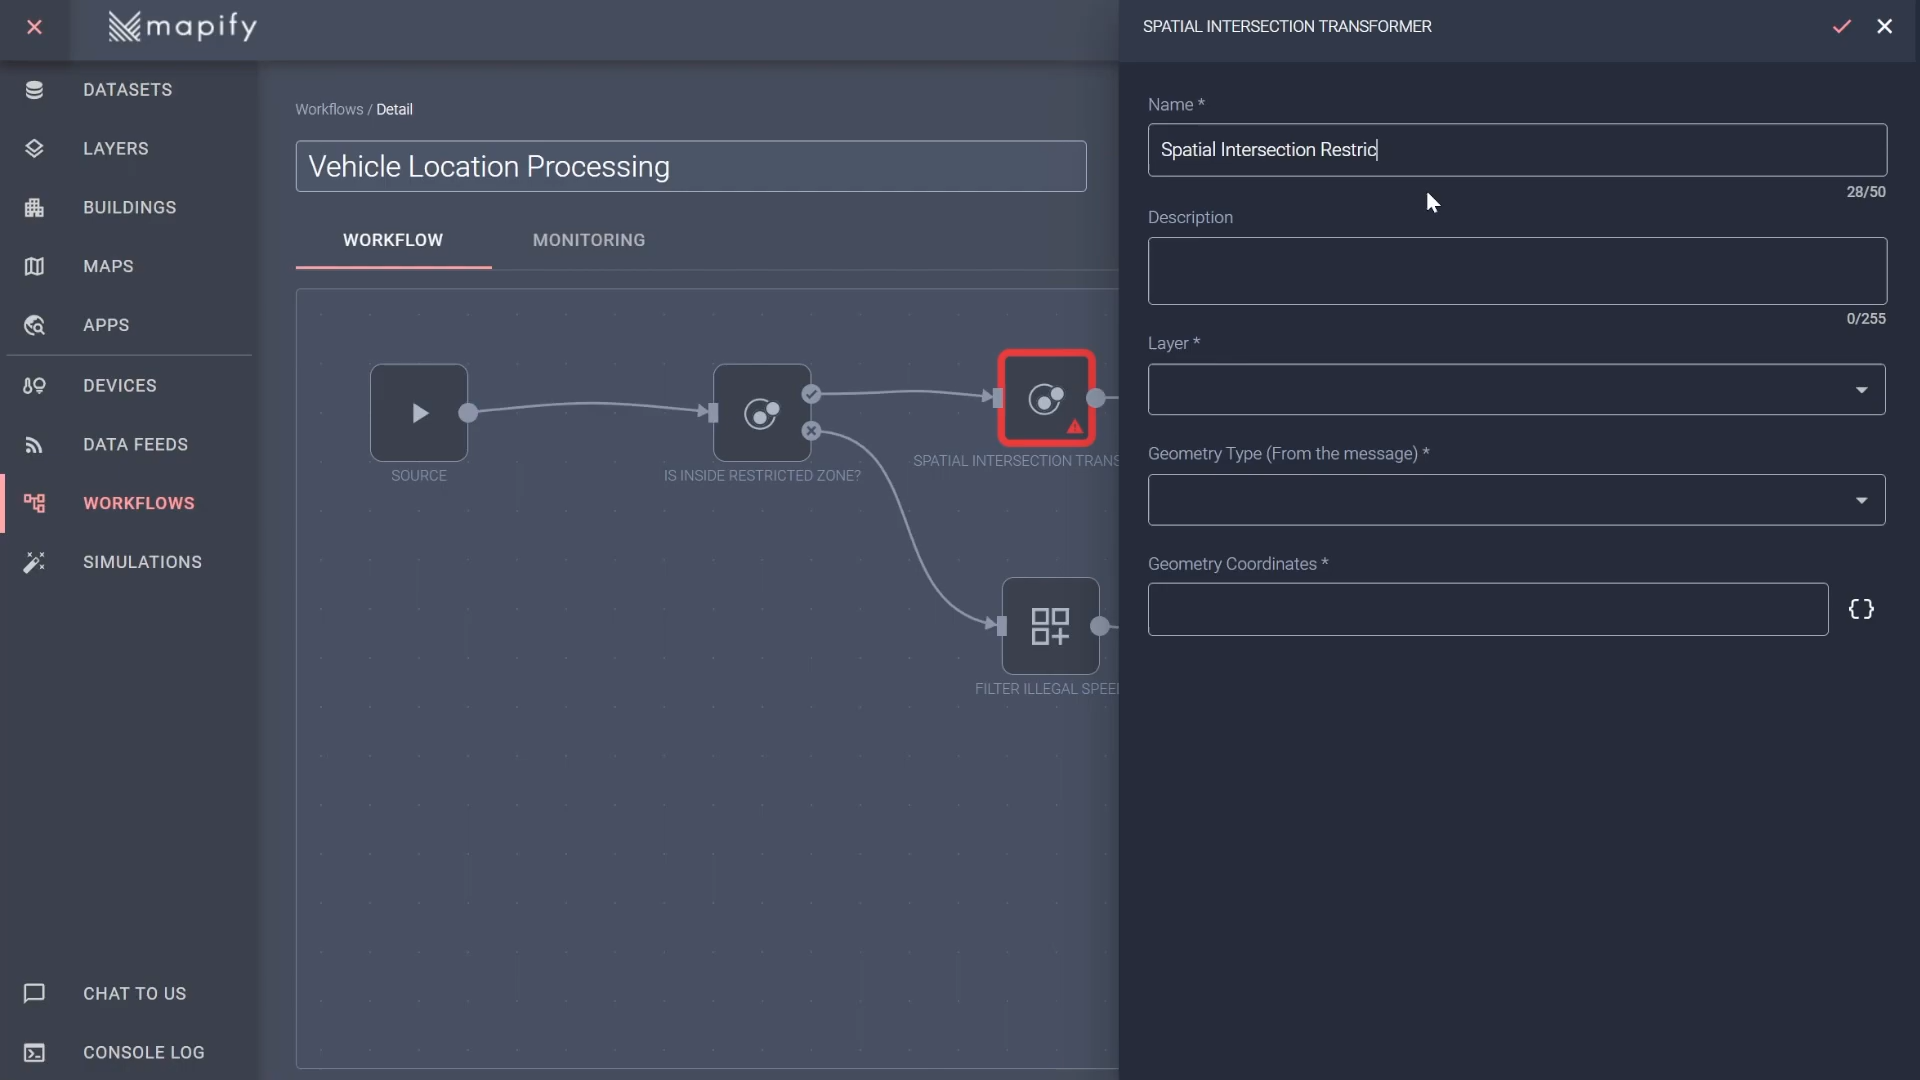 mapify
DATASETS
LAYERS
BUILDINGS
MAPS
APPS
DEVICES
DATA FEEDS
WORKFLOWS
SIMULATIONS
CHAT TO US
CONSOLE LOG
Workflows / Detail
Vehicle Location Processing
WORKFLOW
MONITORING
SOURCE
IS INSIDE RESTRICTED ZONE?
SPATIAL INTERSECTION TRANS
FILTER ILLEGAL SPEE
SPATIAL INTERSECTION TRANSFORMER
Name *
Spatial Intersection Restric
28/50
Description
0/255
Layer *
Geometry Type (From the message) *
Geometry Coordinates *
{ }